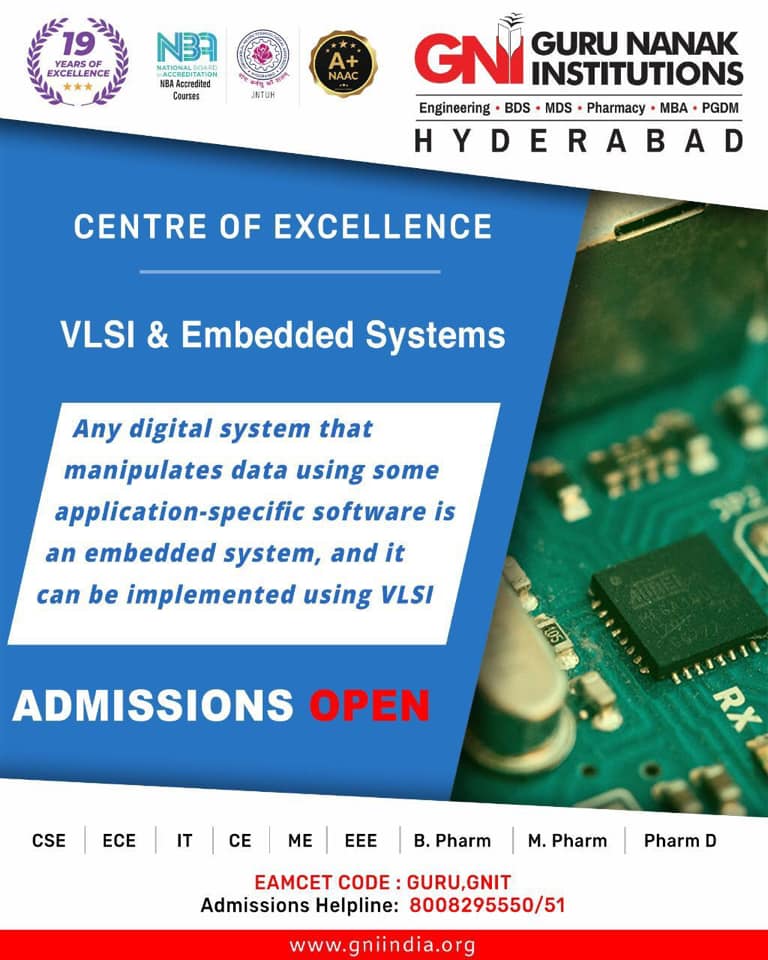 19
YEARS OF
EXCELLENCE
NBA
NATIONAL BOARD
of ACCREDITATION
NBA Accredited
Courses
JNTUH
A+
NAAC
GNI GURU NANAK
INSTITUTIONS
Engineering • BDS • MDS • Pharmacy • MBA • PGDM
HYDERABAD
CENTRE OF EXCELLENCE
VLSI & Embedded Systems
Any digital system that
manipulates data using some
application-specific software is
an embedded system, and it
can be implemented using VLSI
ADMISSIONS OPEN
ATMEL
105
RX
CSE | ECE | IT | CE | ME | EEE | B. Pharm | M. Pharm | Pharm D
EAMCET CODE : GURU,GNIT
Admissions Helpline: 8008295550/51
www.gniindia.org